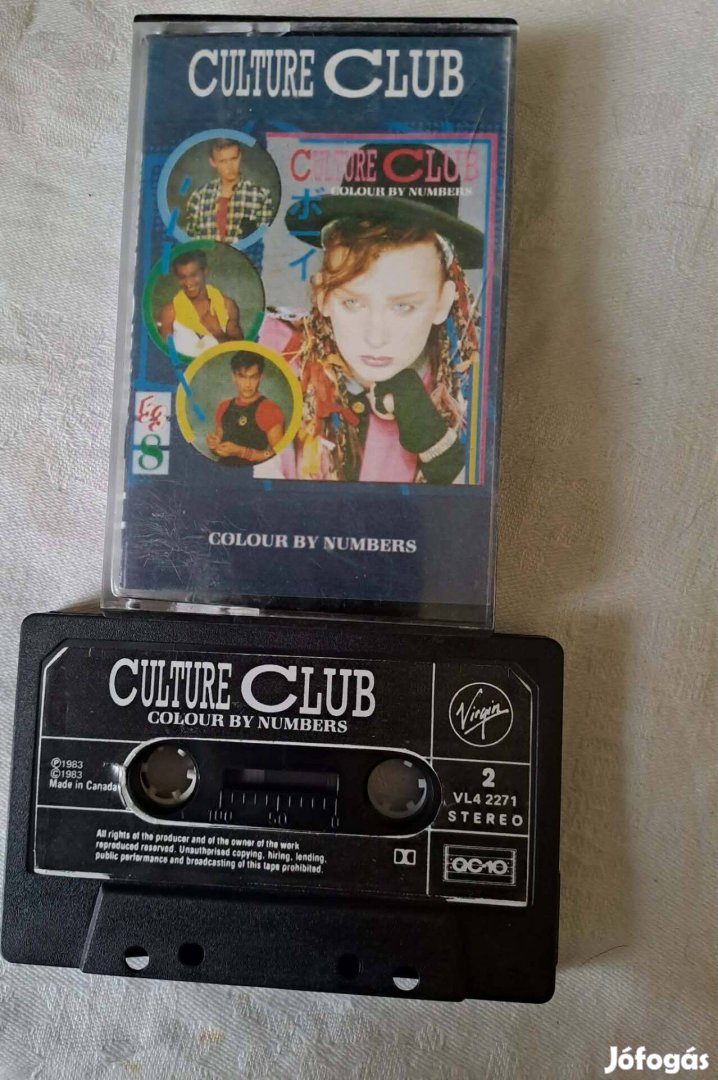 CULTURE CLUB
CULTURE CLUB
COLOUR BY NUMBERS
ボーイ
8
COLOUR BY NUMBERS
CULTURE CLUB
COLOUR BY NUMBERS
Virgin
℗1983
©1983
Made in Canada
2
VL4 2271
STEREO
100 50 0
All rights of the producer and of the owner of the work
reproduced reserved. Unauthorised copying, hiring, lending,
public performance and broadcasting of this tape prohibited.
QC-10
Jófogás